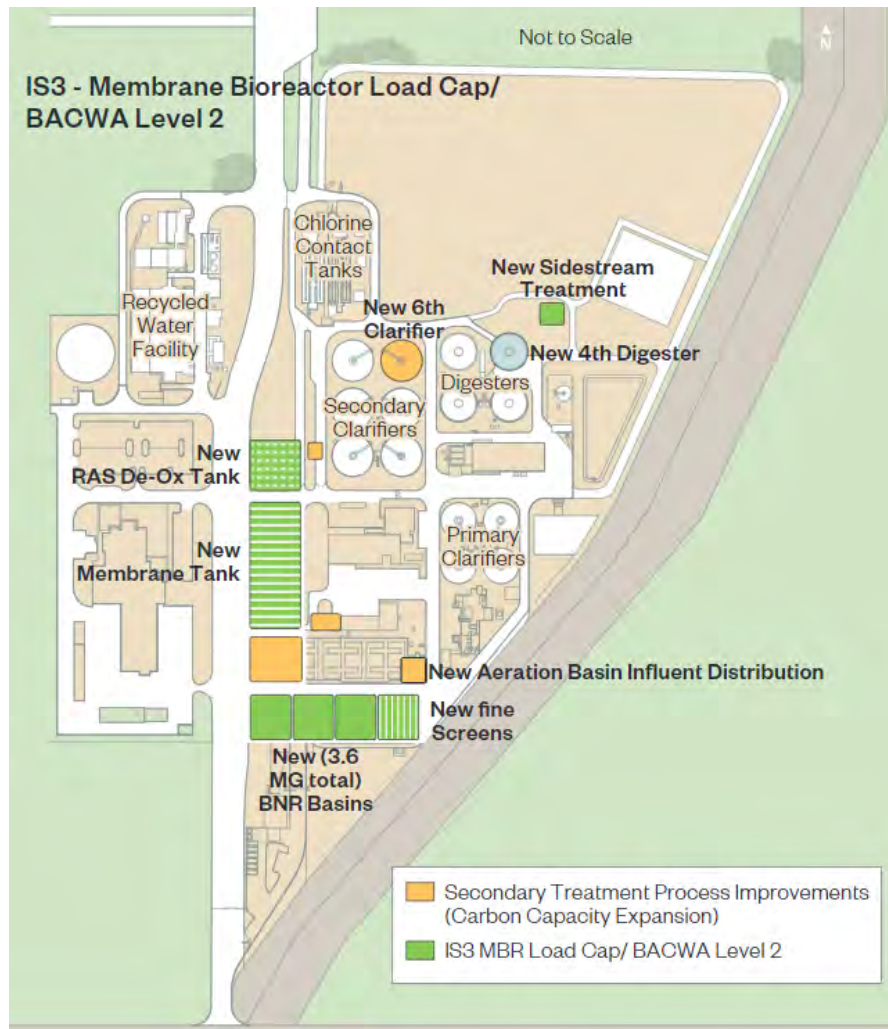 Not to Scale
N
IS3 - Membrane Bioreactor Load Cap/
BACWA Level 2
Chlorine
Contact
Tanks
New Sidestream
Treatment
Recycled
Water
Facility
New 6th
Clarifier
New 4th Digester
Digesters
Secondary
Clarifiers
New
RAS De-Ox Tank
New
Membrane Tank
Primary
Clarifiers
New Aeration Basin Influent Distribution
New fine
Screens
New (3.6
MG total)
BNR Basins
Secondary Treatment Process Improvements
(Carbon Capacity Expansion)
IS3 MBR Load Cap/ BACWA Level 2